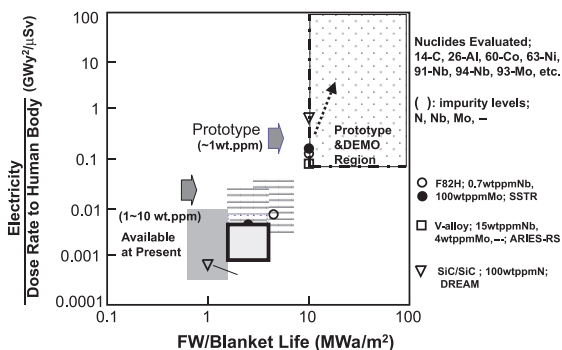 Electricity
Dose Rate to Human Body (GWy²/μSv)
100
10
1
0.1
0.01
0.001
0.0001
0.1
1
10
100
FW/Blanket Life (MWa/m²)
Prototype
(~1wt.ppm)
Prototype
&DEMO
Region
(1~10 wt.ppm)
Available
at Present
Nuclides Evaluated;
14-C, 26-Al, 60-Co, 63-Ni,
91-Nb, 94-Nb, 93-Mo, etc.
( ): impurity levels;
N, Nb, Mo, –
F82H; 0.7wtppmNb,
100wtppmMo; SSTR
V-alloy; 15wtppmNb,
4wtppmMo,---; ARIES-RS
SiC/SiC ; 100wtppmN;
DREAM